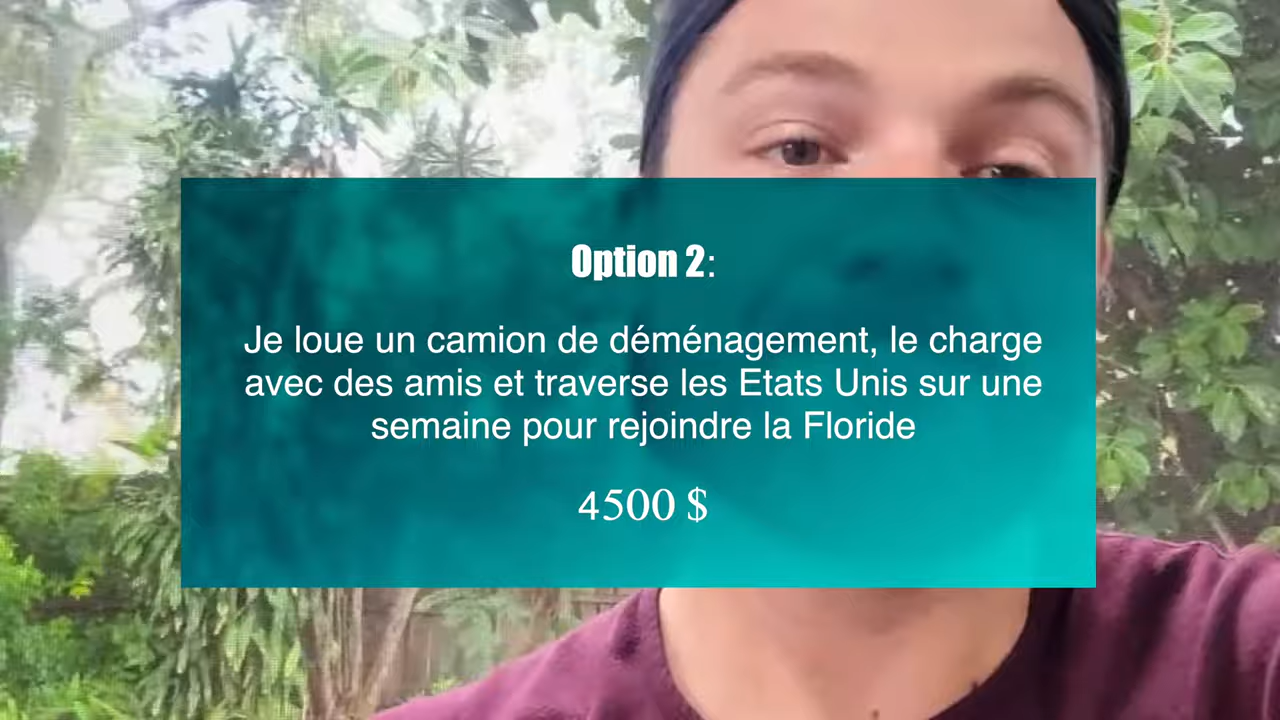 Option 2:
Je loue un camion de déménagement, le charge
avec des amis et traverse les Etats Unis sur une
semaine pour rejoindre la Floride
4500 $